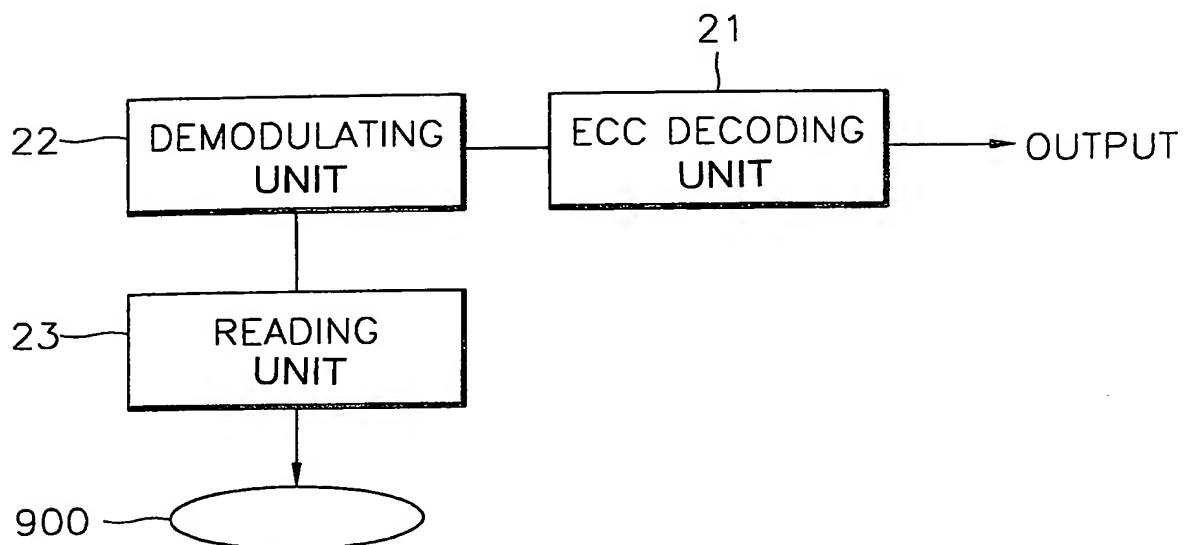 21
22
DEMODULATING
UNIT
ECC DECODING
UNIT
OUTPUT
23
READING
UNIT
900